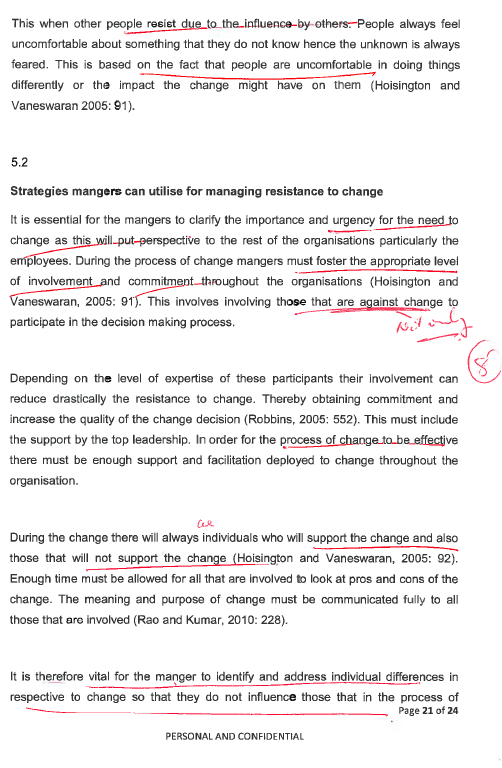 This when other people resist due to the influence by others. People always feel
uncomfortable about something that they do not know hence the unknown is always
feared. This is based on the fact that people are uncomfortable in doing things
differently or the impact the change might have on them (Hoisington and
Vaneswaran 2005: 91).
5.2
Strategies mangers can utilise for managing resistance to change
It is essential for the mangers to clarify the importance and urgency for the need to
change as this will put perspective to the rest of the organisations particularly the
employees. During the process of change mangers must foster the appropriate level
of involvement and commitment throughout the organisations (Hoisington and
Vaneswaran, 2005: 91). This involves involving those that are against change to
participate in the decision making process.
Not only
8
Depending on the level of expertise of these participants their involvement can
reduce drastically the resistance to change. Thereby obtaining commitment and
increase the quality of the change decision (Robbins, 2005: 552). This must include
the support by the top leadership. In order for the process of change to be effective
there must be enough support and facilitation deployed to change throughout the
organisation.
During the change there will always individuals who will support the change and also
those that will not support the change (Hoisington and Vaneswaran, 2005: 92).
Enough time must be allowed for all that are involved to look at pros and cons of the
change. The meaning and purpose of change must be communicated fully to all
those that are involved (Rao and Kumar, 2010: 228).
It is therefore vital for the manger to identify and address individual differences in
respective to change so that they do not influence those that in the process of
Page 21 of 24
PERSONAL AND CONFIDENTIAL